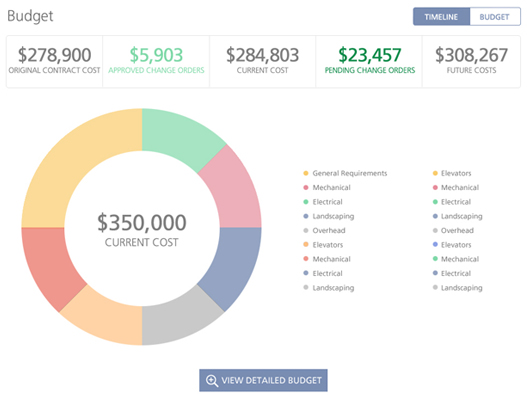 Budget
TIMELINE
BUDGET
$278,900
ORIGINAL CONTRACT COST
$5,903
APPROVED CHANGE ORDERS
$284,803
CURRENT COST
$23,457
PENDING CHANGE ORDERS
$308,267
FUTURE COSTS
$350,000
CURRENT COST
General Requirements
Mechanical
Electrical
Landscaping
Overhead
Elevators
Mechanical
Electrical
Landscaping
Elevators
Mechanical
Electrical
Landscaping
Overhead
Elevators
Mechanical
Electrical
Landscaping
VIEW DETAILED BUDGET